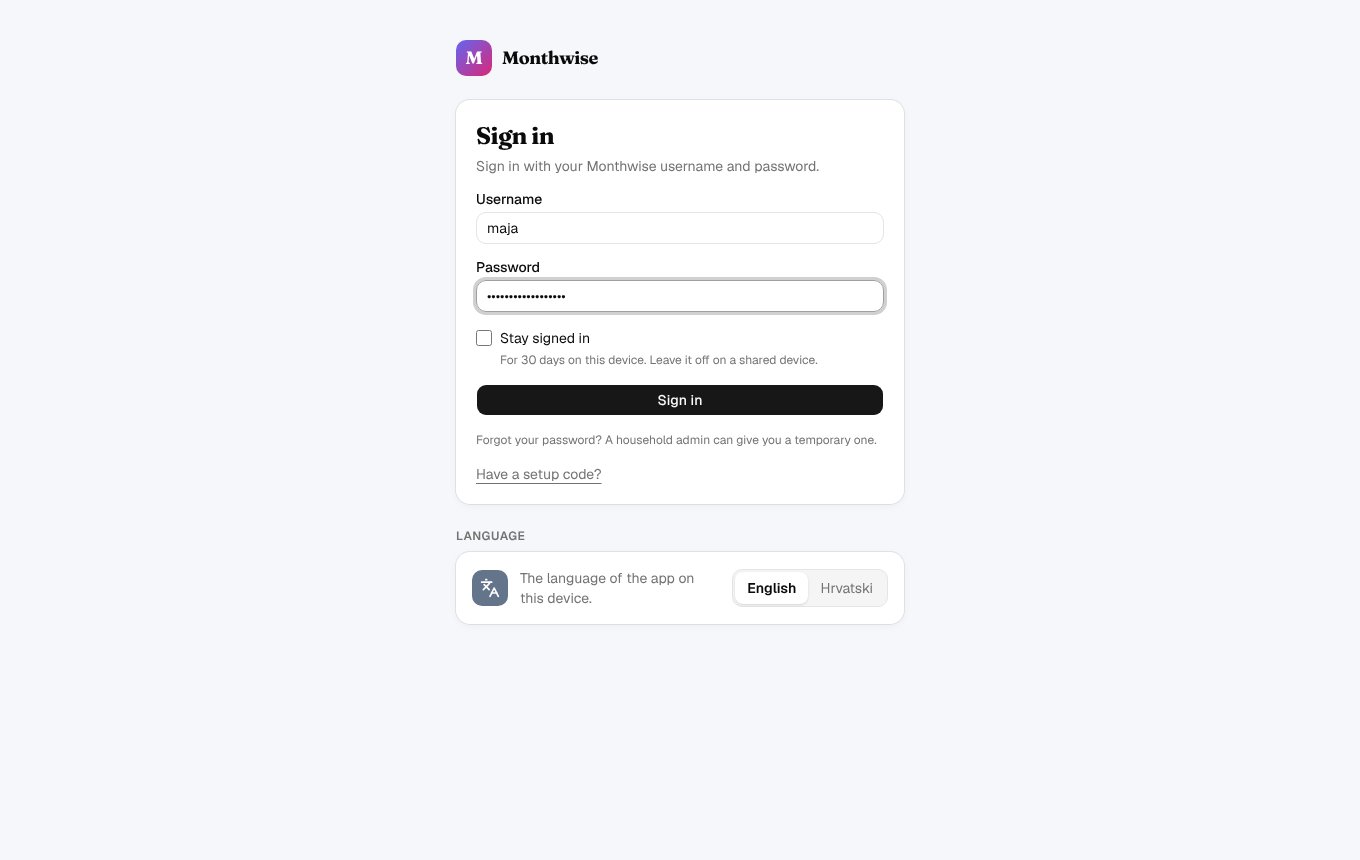 M Monthwise
Sign in
Sign in with your Monthwise username and password.
Username
maja
Password
••••••••••••••••••
Stay signed in
For 30 days on this device. Leave it off on a shared device.
Sign in
Forgot your password? A household admin can give you a temporary one.
Have a setup code?
LANGUAGE
The language of the app on
this device.
English Hrvatski